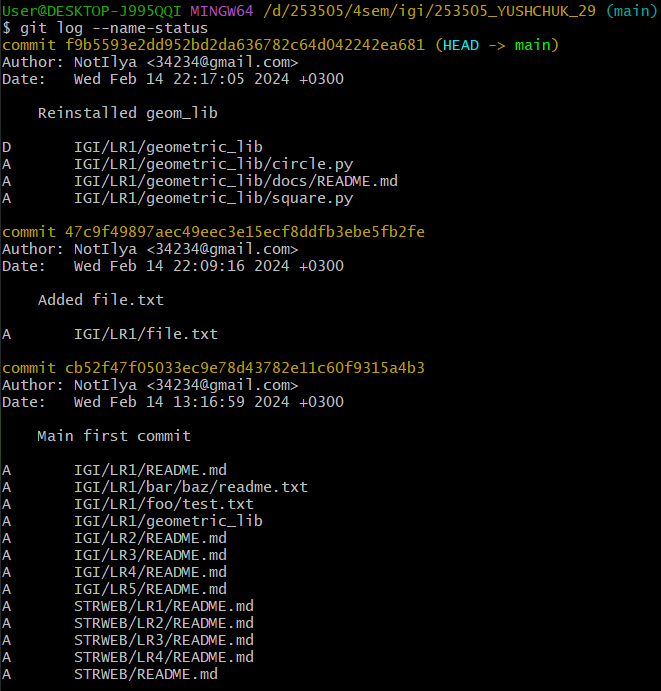 User@DESKTOP-J995QQI MINGW64 /d/253505/4sem/igi/253505_YUSHCHUK_29 (main)
$ git log --name-status
commit f9b5593e2dd952bd2da636782c64d042242ea681 (HEAD -> main)
Author: NotIlya <34234@gmail.com>
Date:   Wed Feb 14 22:17:05 2024 +0300

    Reinstalled geom_lib

D       IGI/LR1/geometric_lib
A       IGI/LR1/geometric_lib/circle.py
A       IGI/LR1/geometric_lib/docs/README.md
A       IGI/LR1/geometric_lib/square.py

commit 47c9f49897aec49eec3e15ecf8ddfb3ebe5fb2fe
Author: NotIlya <34234@gmail.com>
Date:   Wed Feb 14 22:09:16 2024 +0300

    Added file.txt

A       IGI/LR1/file.txt

commit cb52f47f05033ec9e78d43782e11c60f9315a4b3
Author: NotIlya <34234@gmail.com>
Date:   Wed Feb 14 13:16:59 2024 +0300

    Main first commit

A       IGI/LR1/README.md
A       IGI/LR1/bar/baz/readme.txt
A       IGI/LR1/foo/test.txt
A       IGI/LR1/geometric_lib
A       IGI/LR2/README.md
A       IGI/LR3/README.md
A       IGI/LR4/README.md
A       IGI/LR5/README.md
A       STRWEB/LR1/README.md
A       STRWEB/LR2/README.md
A       STRWEB/LR3/README.md
A       STRWEB/LR4/README.md
A       STRWEB/README.md